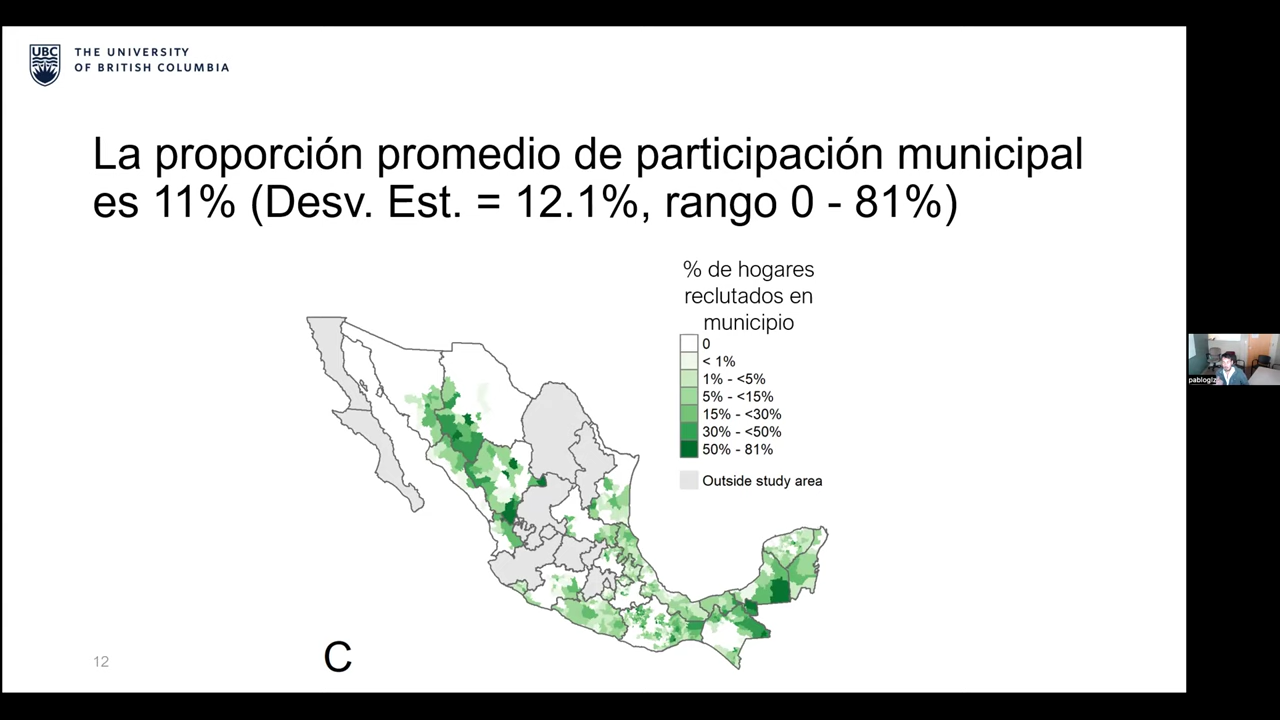 UBC
THE UNIVERSITY
OF BRITISH COLUMBIA
La proporción promedio de participación municipal
es 11% (Desv. Est. = 12.1%, rango 0 - 81%)
% de hogares
reclutados en
municipio
0
< 1%
1% - <5%
5% - <15%
15% - <30%
30% - <50%
50% - 81%
Outside study area
pabloglz
C
12